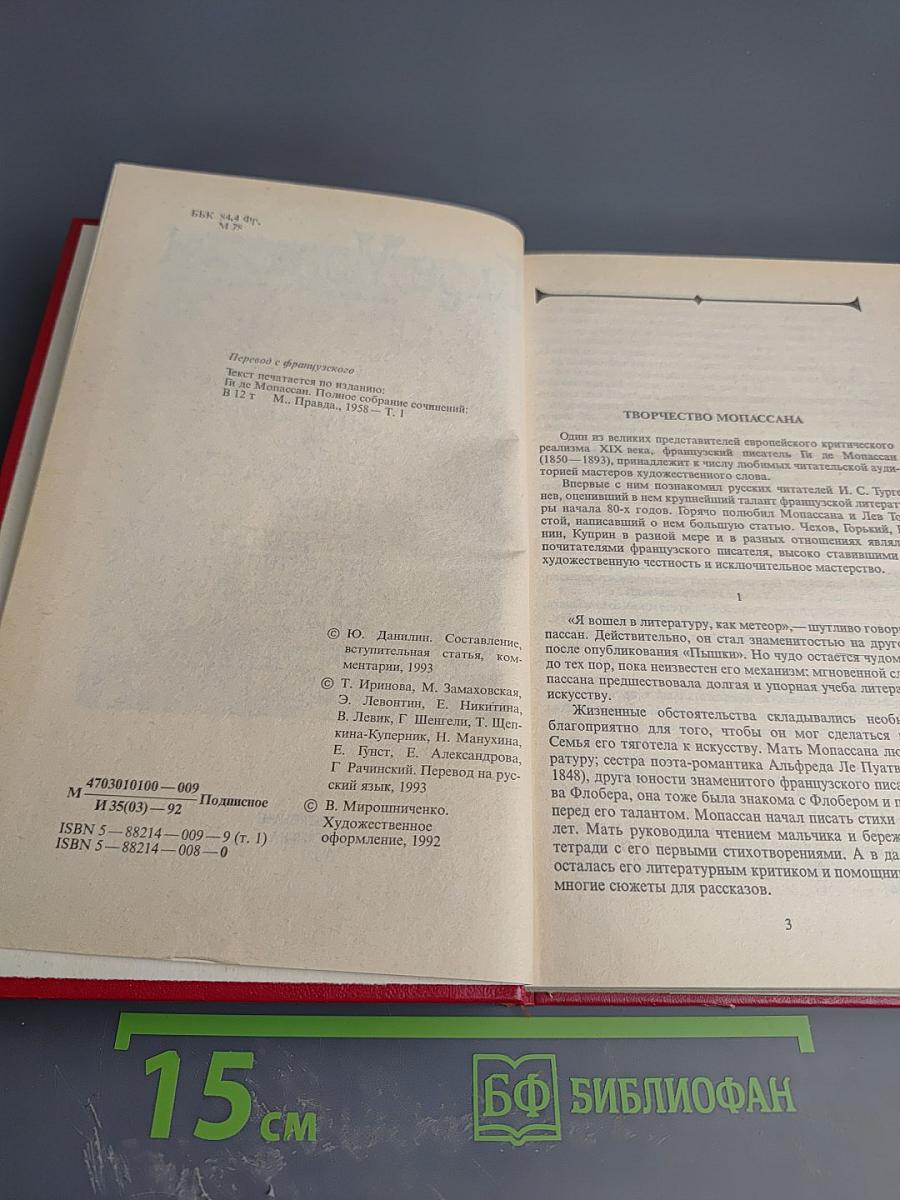 ББК 84.4 Фр.
М 78
Перевод с французского
Текст печатается по изданию:
Ги де Мопассан. Полное собрание сочинений:
В 12 т М., Правда., 1958 — Т. 1
© Ю. Данилин. Составление,
вступительная статья, ком-
ментарии, 1993
© Т. Иринова, М. Замаховская,
Э. Левонтин, Е. Никитина,
В. Левик, Г Шенгели, Т. Щеп-
кина-Куперник, Н. Манухина,
Е. Гунст, Е. Александрова,
Г Рачинский. Перевод на рус-
ский язык, 1993
© В. Мирошниченко.
Художественное
оформление, 1992
М 4703010100 — 009
И 35(03) — 92 Подписное
ISBN 5 — 88214 — 009 — 9 (т. 1)
ISBN 5 — 88214 — 008 — 0
ТВОРЧЕСТВО МОПАССАНА
Один из великих представителей европейского критического
реализма XIX века, французский писатель Ги де Мопассан
(1850—1893), принадлежит к числу любимых читательской ауди-
торией мастеров художественного слова.
Впервые с ним познакомил русских читателей И. С. Турге-
нев, оценивший в нем крупнейший талант французской литерату-
ры начала 80-х годов. Горячо полюбил Мопассана и Лев То
стой, написавший о нем большую статью. Чехов, Горький,
нин, Куприн в разной мере и в разных отношениях являл
почитателями французского писателя, высоко ставившими
художественную честность и исключительное мастерство.
1
«Я вошел в литературу, как метеор»,— шутливо говор
пассан. Действительно, он стал знаменитостью на друго
после опубликования «Пышки». Но чудо остается чудом
до тех пор, пока неизвестен его механизм: мгновенной сл
пассана предшествовала долгая и упорная учеба литера
искусству.
Жизненные обстоятельства складывались необы
благоприятно для того, чтобы он мог сделаться
Семья его тяготела к искусству. Мать Мопассана лю
ратуру; сестра поэта-романтика Альфреда Ле Пуатв
1848), друга юности знаменитого французского писа
ва Флобера, она тоже была знакома с Флобером и п
перед его талантом. Мопассан начал писать стихи
лет. Мать руководила чтением мальчика и береж
тетради с его первыми стихотворениями. А в да
осталась его литературным критиком и помощни
многие сюжеты для рассказов.
3
15 см
БФ БИБЛИОФАН